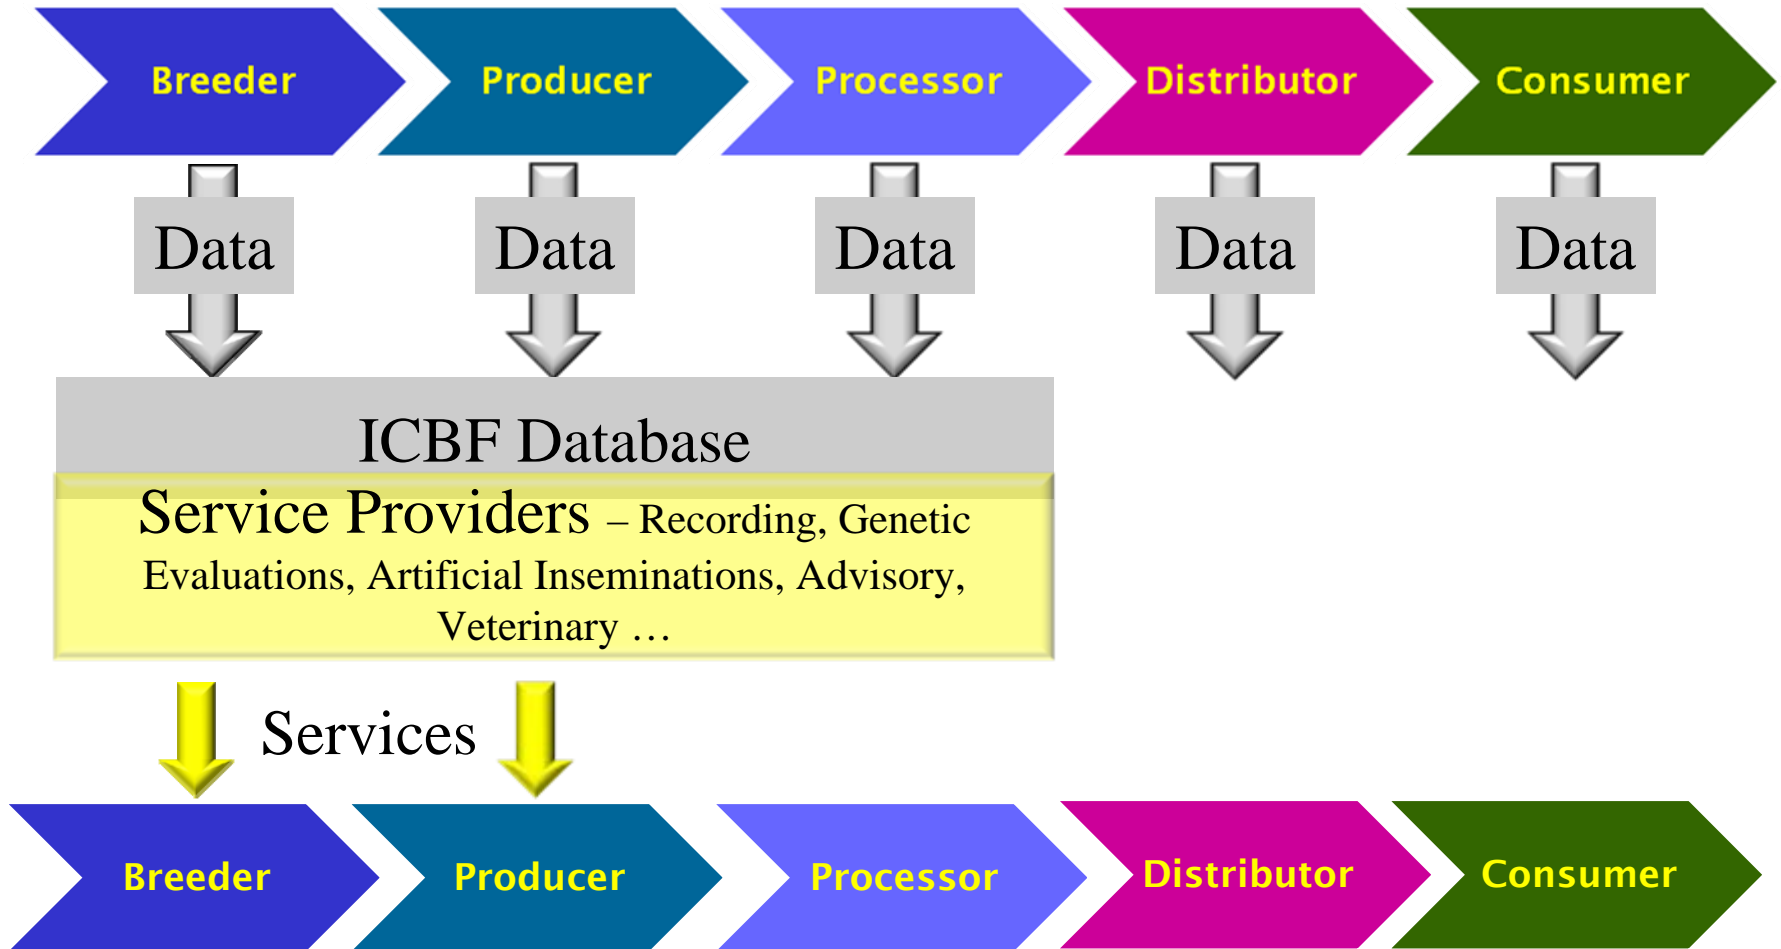 Breeder Producer Processor Distributor Consumer
Data Data Data Data Data
ICBF Database
Service Providers – Recording, Genetic
Evaluations, Artificial Inseminations, Advisory,
Veterinary …
Services
Breeder Producer Processor Distributor Consumer